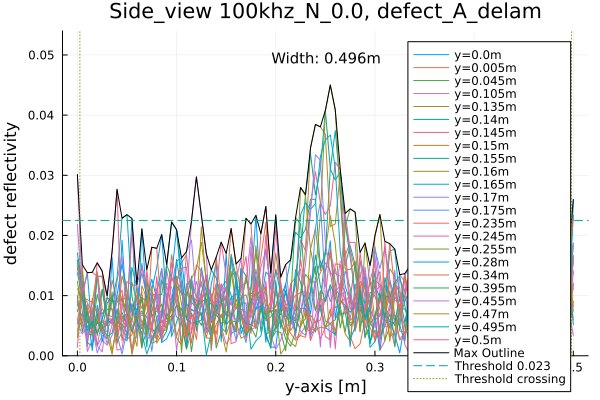 Side_view 100khz_N_0.0, defect_A_delam
Width: 0.496m
defect reflectivity
0.05
0.04
0.03
0.02
0.01
0.00
0.0
0.1
0.2
0.3
.5
y-axis [m]
y=0.0m
y=0.005m
y=0.045m
y=0.105m
y=0.135m
y=0.14m
y=0.145m
y=0.15m
y=0.155m
y=0.16m
y=0.165m
y=0.17m
y=0.175m
y=0.235m
y=0.245m
y=0.255m
y=0.28m
y=0.34m
y=0.395m
y=0.455m
y=0.47m
y=0.495m
y=0.5m
Max Outline
Threshold 0.023
Threshold crossing